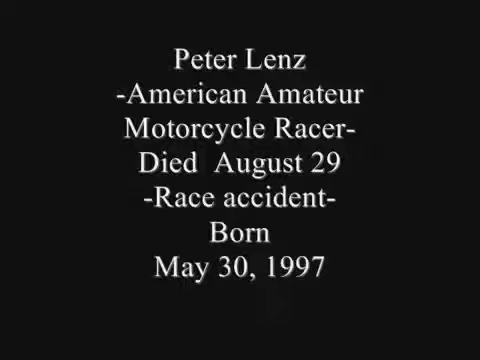 Peter Lenz
-American Amateur
Motorcycle Racer-
Died  August 29
-Race accident-
Born
May 30, 1997